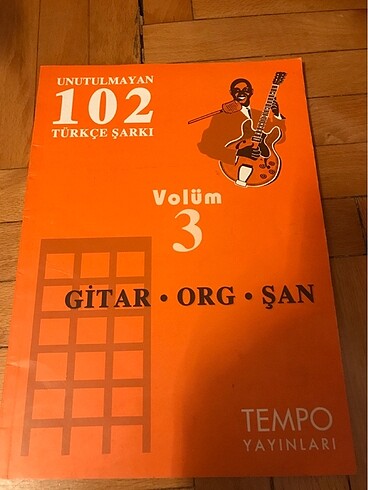 UNUTULMAYAN
102
TÜRKÇE ŞARKI
Volüm
3
GİTAR • ORG • ŞAN
TEMPO
YAYINLARI